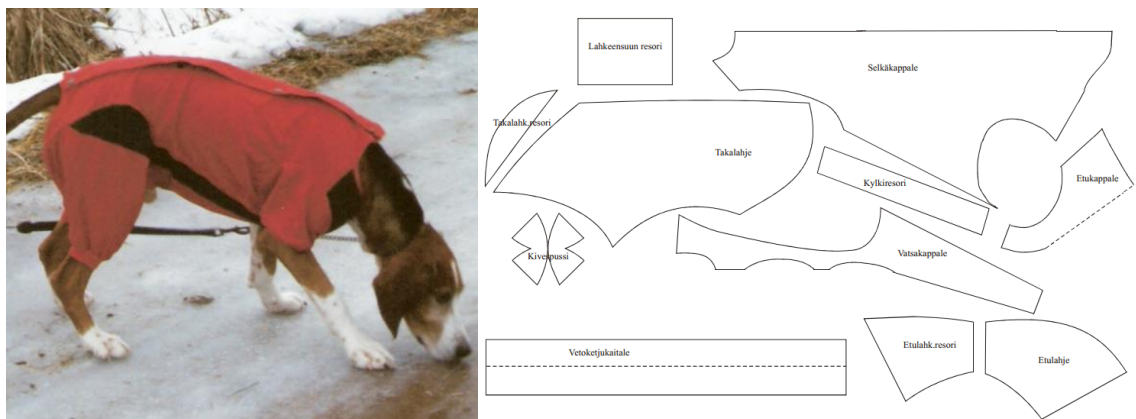 Lahkeensuun resori
Selkäkappale
Takalahk.resori
Takalahje
Kylkiresori
Etukappale
Kivespussi
Vatsakappale
Vetoketjukaitale
Etulahk.resori
Etulahje